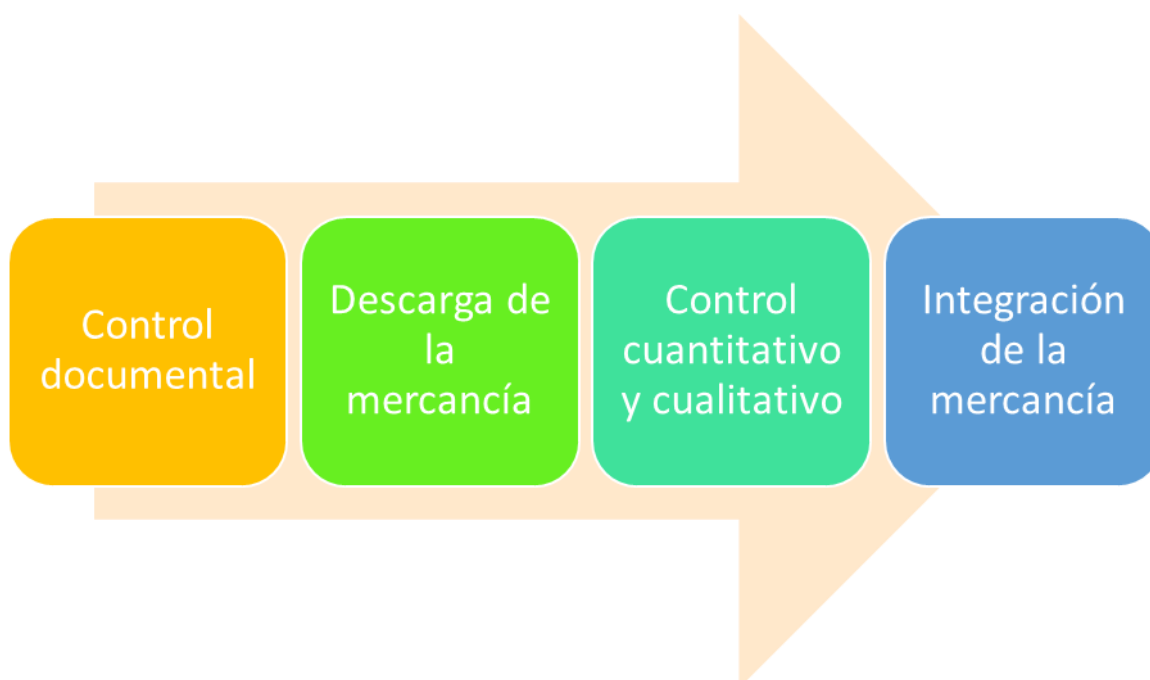 Control
documental
Descarga de
la
mercancía
Control
cuantitativo
y cualitativo
Integración
de la
mercancía